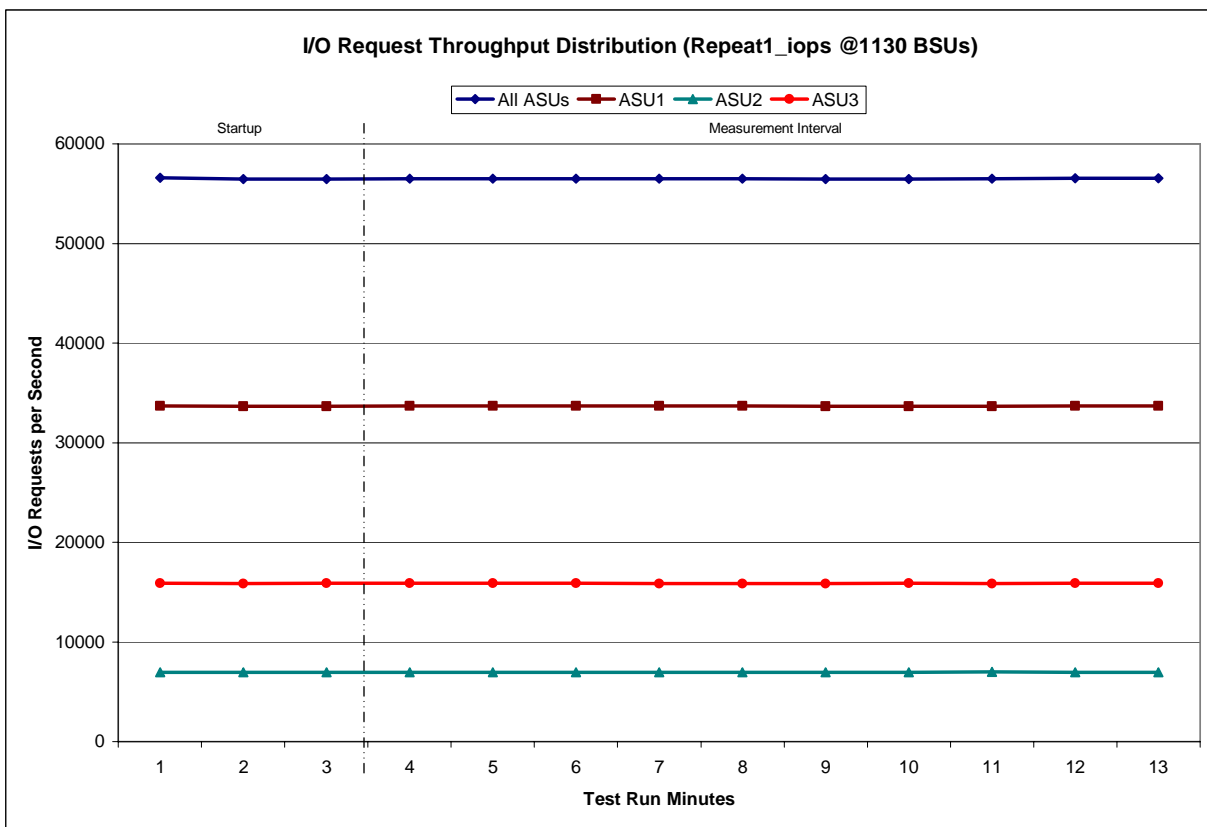 I/O Request Throughput Distribution (Repeat1_iops @1130 BSUs)
All ASUs ASU1 ASU2 ASU3
Startup Measurement Interval
60000
50000
40000
30000
20000
10000
0
I/O Requests per Second
1 2 3 4 5 6 7 8 9 10 11 12 13
Test Run Minutes